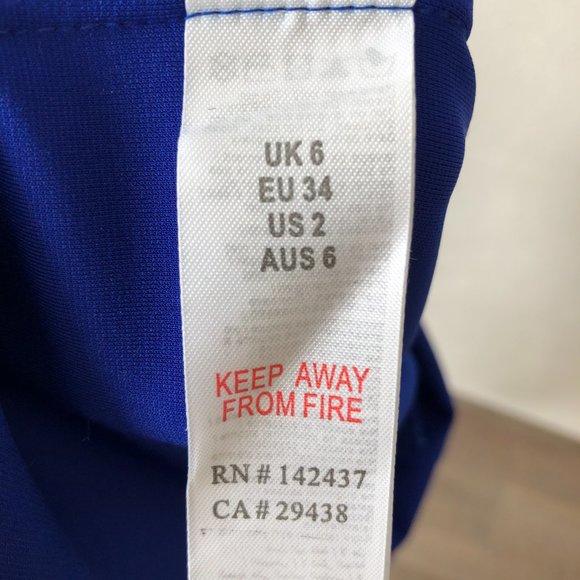 UK 6
EU 34
US 2
AUS 6
KEEP AWAY
FROM FIRE
RN # 142437
CA # 29438